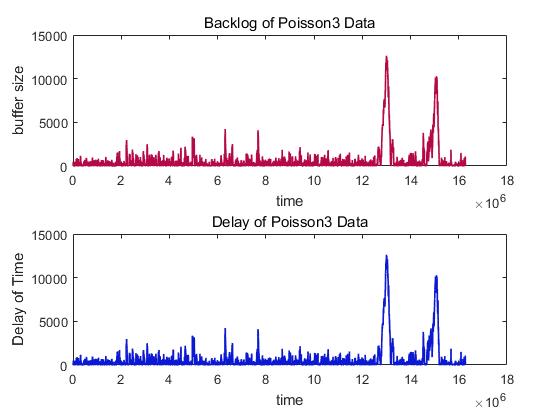 Backlog of Poisson3 Data
15000
10000
5000
0
buffer size
0 2 4 6 8 10 12 14 16 18
time
×10^6
Delay of Poisson3 Data
15000
10000
5000
0
Delay of Time
0 2 4 6 8 10 12 14 16 18
time
×10^6